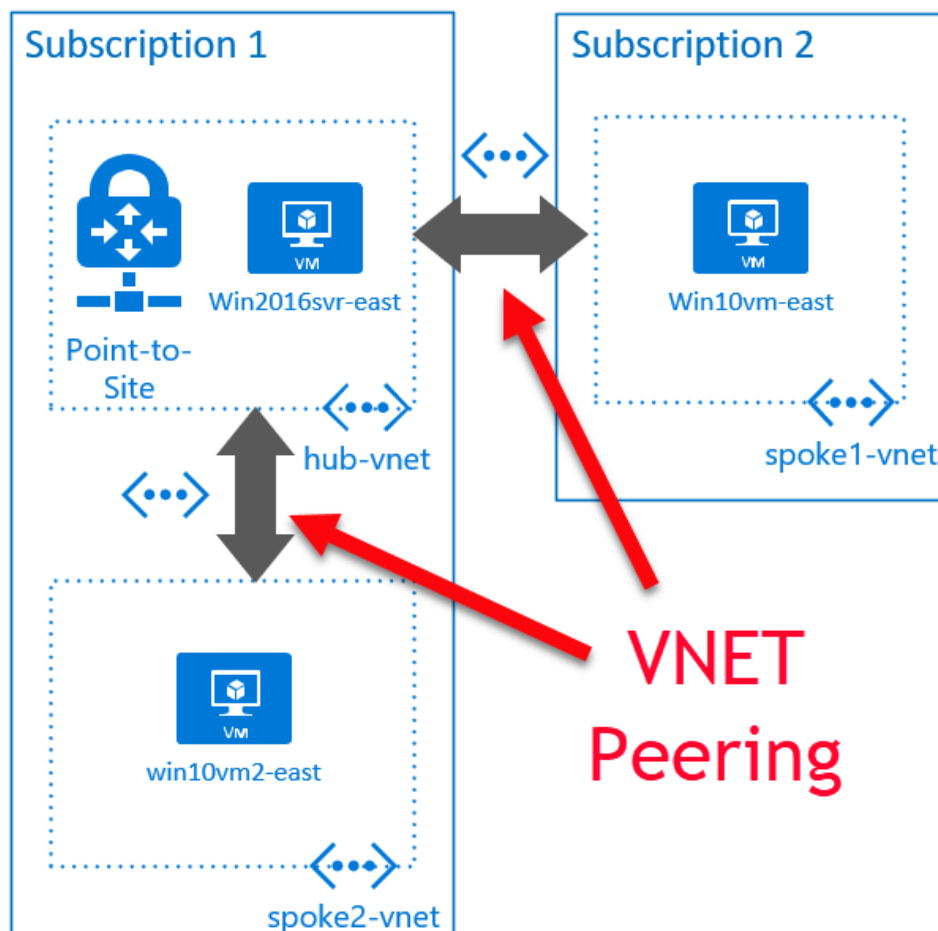 Subscription 1
Subscription 2
VM
Win2016svr-east
VM
Win10vm-east
Point-to-
Site
hub-vnet
spoke1-vnet
VM
win10vm2-east
spoke2-vnet
VNET
Peering